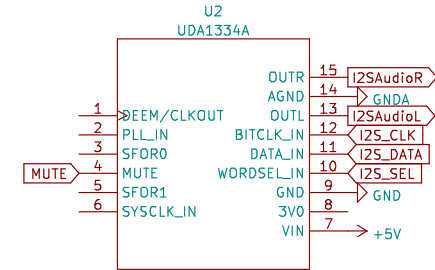 U2
UDA1334A
OUTR 15 I2SAudioR
AGND 14 GNDA
1 DEEM/CLKOUT OUTL 13 I2SAudioL
2 PLL_IN BITCLK_IN 12 I2S_CLK
3 SFOR0 DATA_IN 11 I2S_DATA
MUTE 4 MUTE WORDSEL_IN 10 I2S_SEL
5 SFOR1 GND 9 GND
6 SYSCLK_IN 3V0 8
VIN 7 +5V